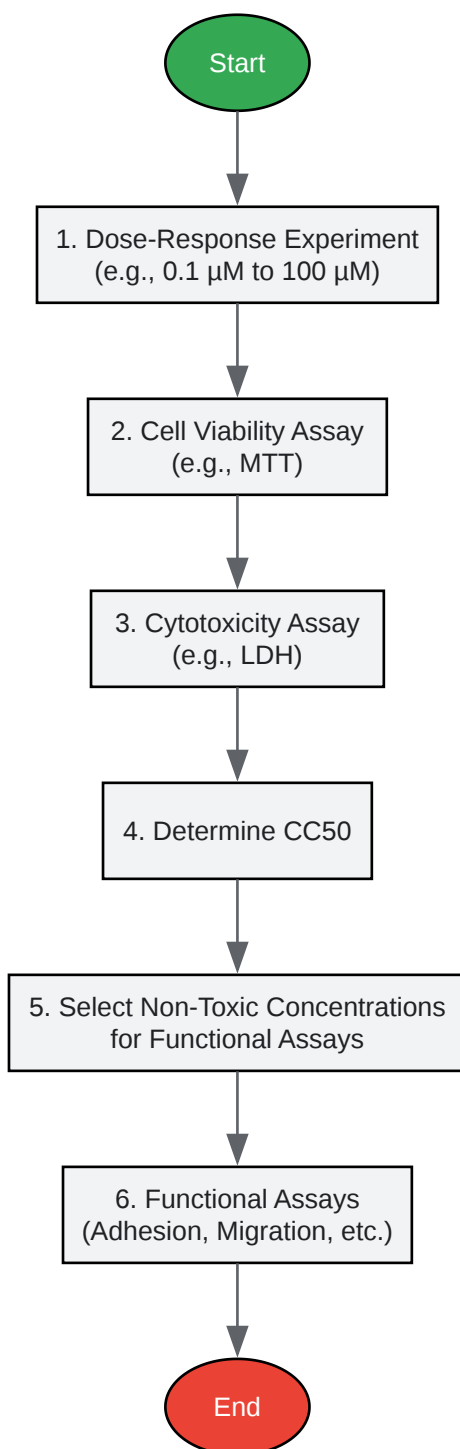 Start
1. Dose-Response Experiment
(e.g., 0.1 µM to 100 µM)
2. Cell Viability Assay
(e.g., MTT)
3. Cytotoxicity Assay
(e.g., LDH)
4. Determine CC50
5. Select Non-Toxic Concentrations
for Functional Assays
6. Functional Assays
(Adhesion, Migration, etc.)
End